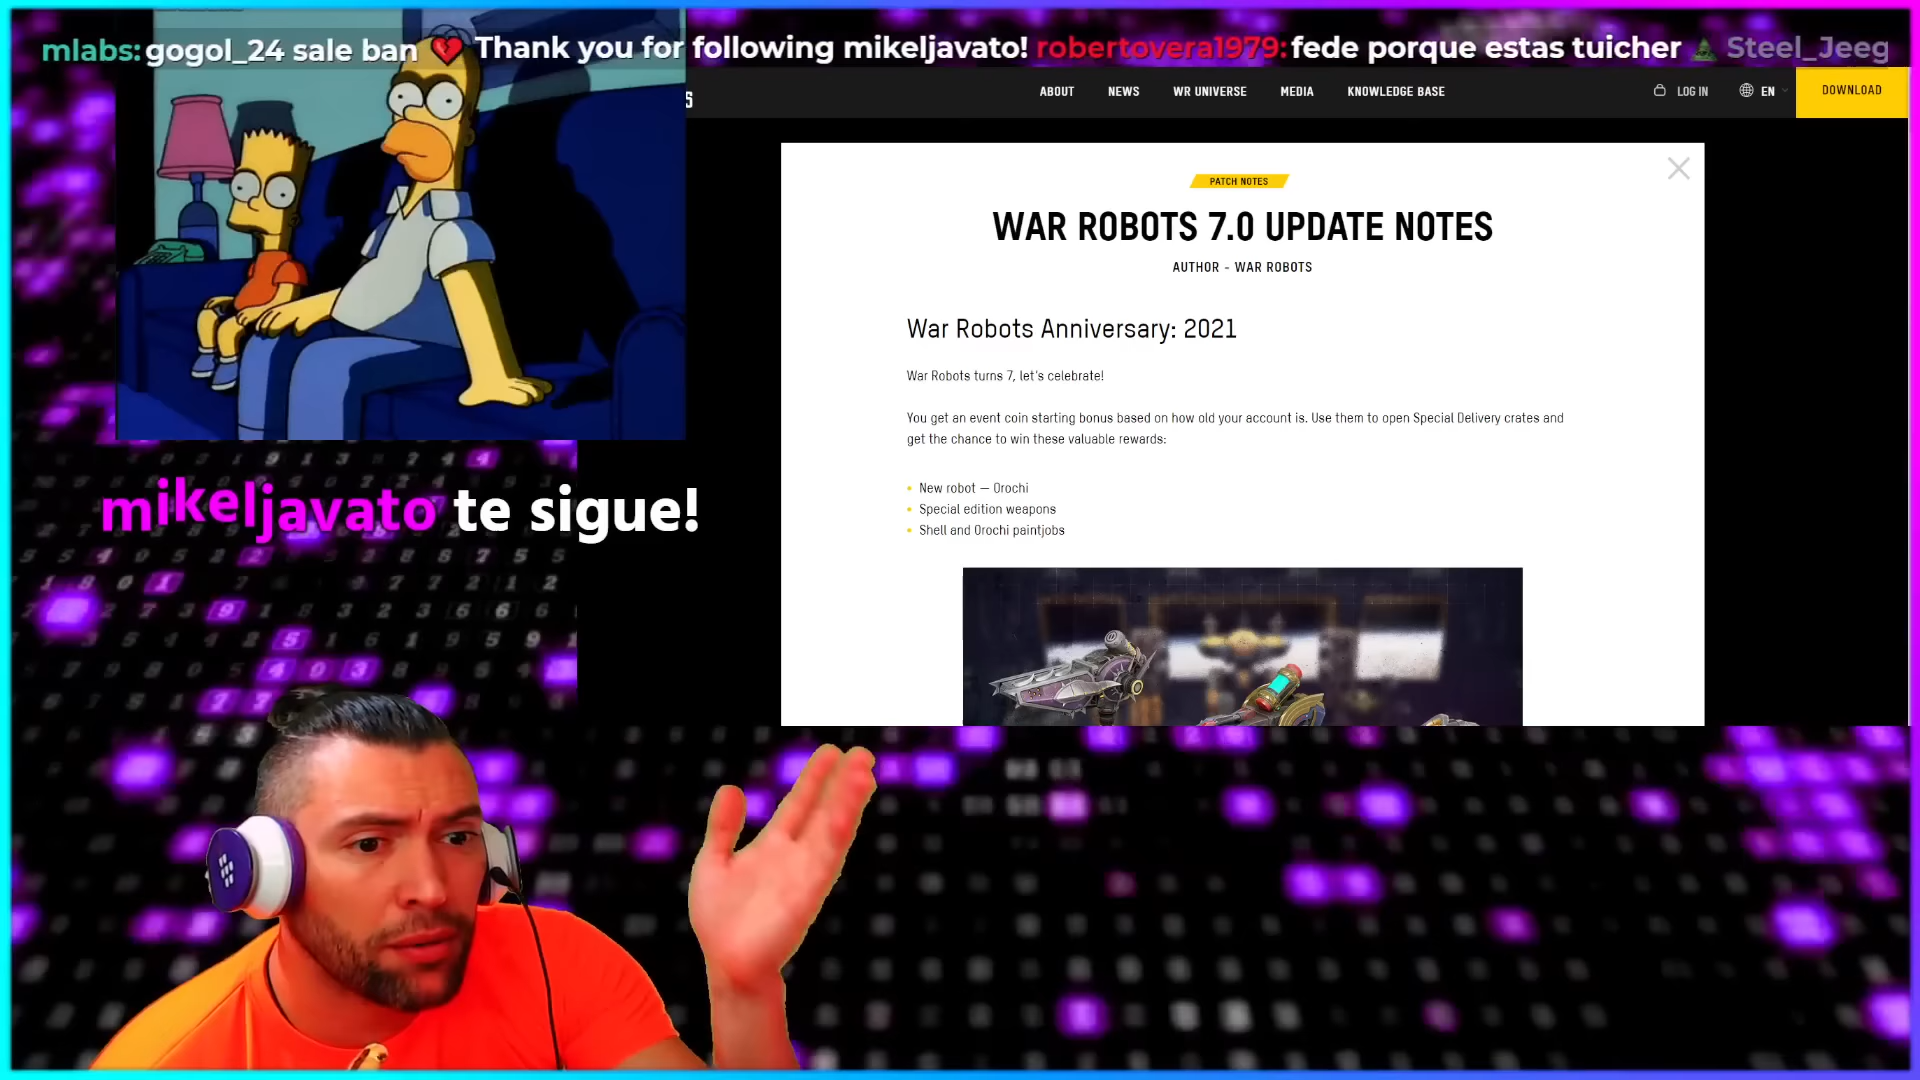 mlabs: gogol_24 sale ban Thank you for following mikeljavato! robertovera1979: fede porque estas tuicher Steel_Jeeg
S
ABOUT NEWS WR UNIVERSE MEDIA KNOWLEDGE BASE LOG IN EN DOWNLOAD
PATCH NOTES
WAR ROBOTS 7.0 UPDATE NOTES
AUTHOR - WAR ROBOTS
War Robots Anniversary: 2021
War Robots turns 7, let's celebrate!
You get an event coin starting bonus based on how old your account is. Use them to open Special Delivery crates and
get the chance to win these valuable rewards:
New robot — Orochi
Special edition weapons
Shell and Orochi paintjobs
mikeljavato te sigue!